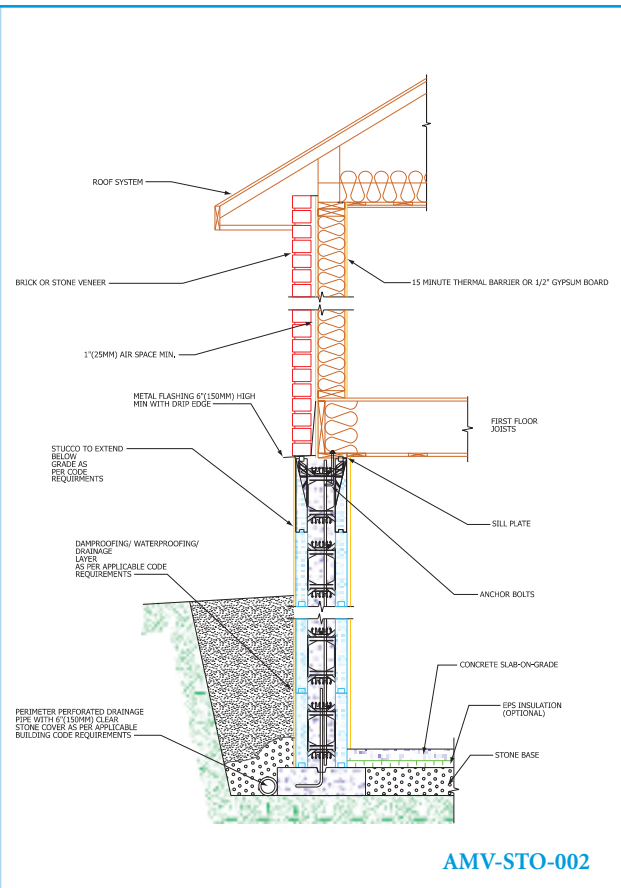 ROOF SYSTEM
BRICK OR STONE VENEER
15 MINUTE THERMAL BARRIER OR 1/2" GYPSUM BOARD
1"(25MM) AIR SPACE MIN.
METAL FLASHING 6"(150MM) HIGH
MIN WITH DRIP EDGE
FIRST FLOOR
JOISTS
STUCCO TO EXTEND
BELOW
GRADE AS
PER CODE
REQUIRMENTS
SILL PLATE
DAMPROOFING/ WATERPROOFING/
DRAINAGE
LAYER
AS PER APPLICABLE CODE
REQUIREMENTS
ANCHOR BOLTS
CONCRETE SLAB-ON-GRADE
EPS INSULATION
(OPTIONAL)
PERIMETER PERFORATED DRAINAGE
PIPE WITH 6"(150MM) CLEAR
STONE COVER AS PER APPLICABLE
BUILDING CODE REQUIREMENTS
STONE BASE
AMV-STO-002